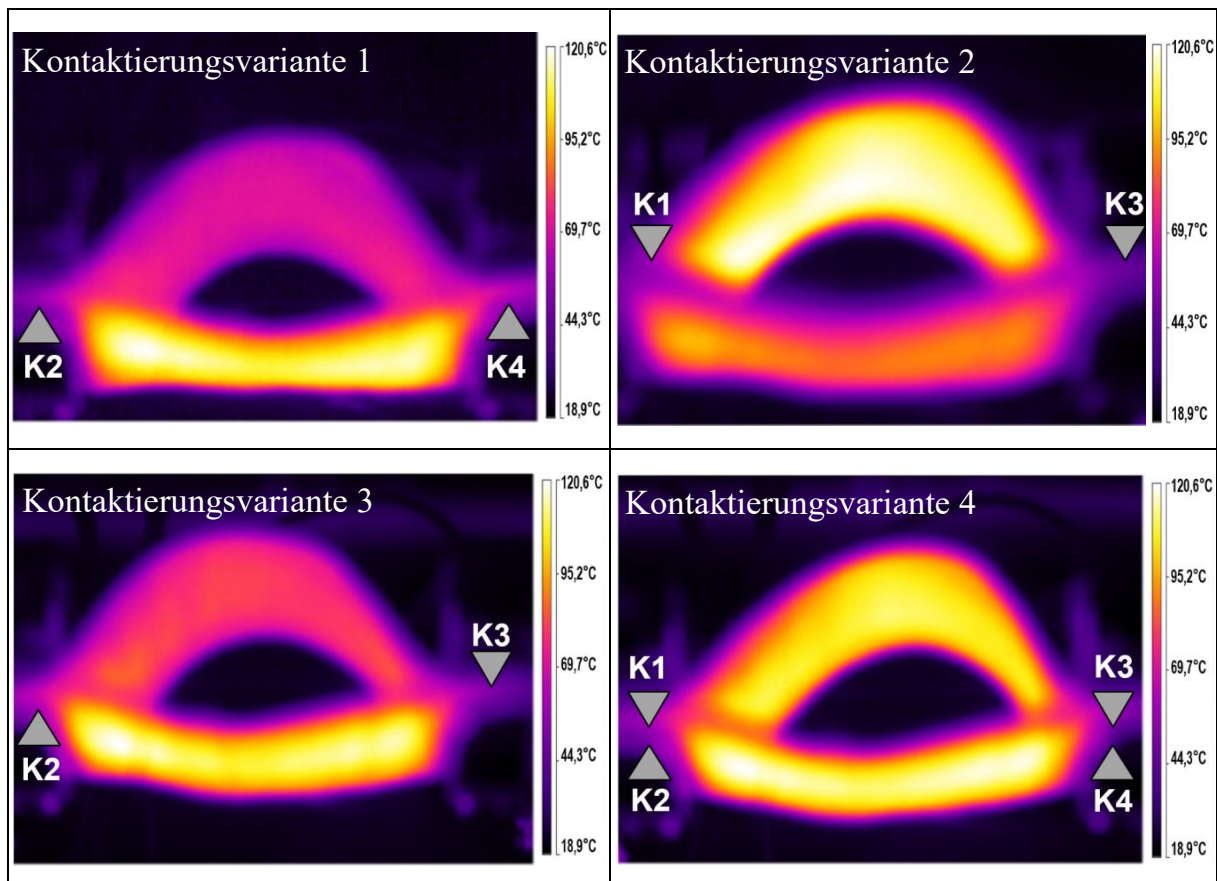 Kontaktierungsvariante 1
120,6°C
95,2°C
69,7°C
44,3°C
18,9°C
K2
K4
Kontaktierungsvariante 2
120,6°C
95,2°C
69,7°C
44,3°C
18,9°C
K1
K3
Kontaktierungsvariante 3
120,6°C
95,2°C
69,7°C
44,3°C
18,9°C
K3
K2
Kontaktierungsvariante 4
120,6°C
95,2°C
69,7°C
44,3°C
18,9°C
K1
K3
K2
K4